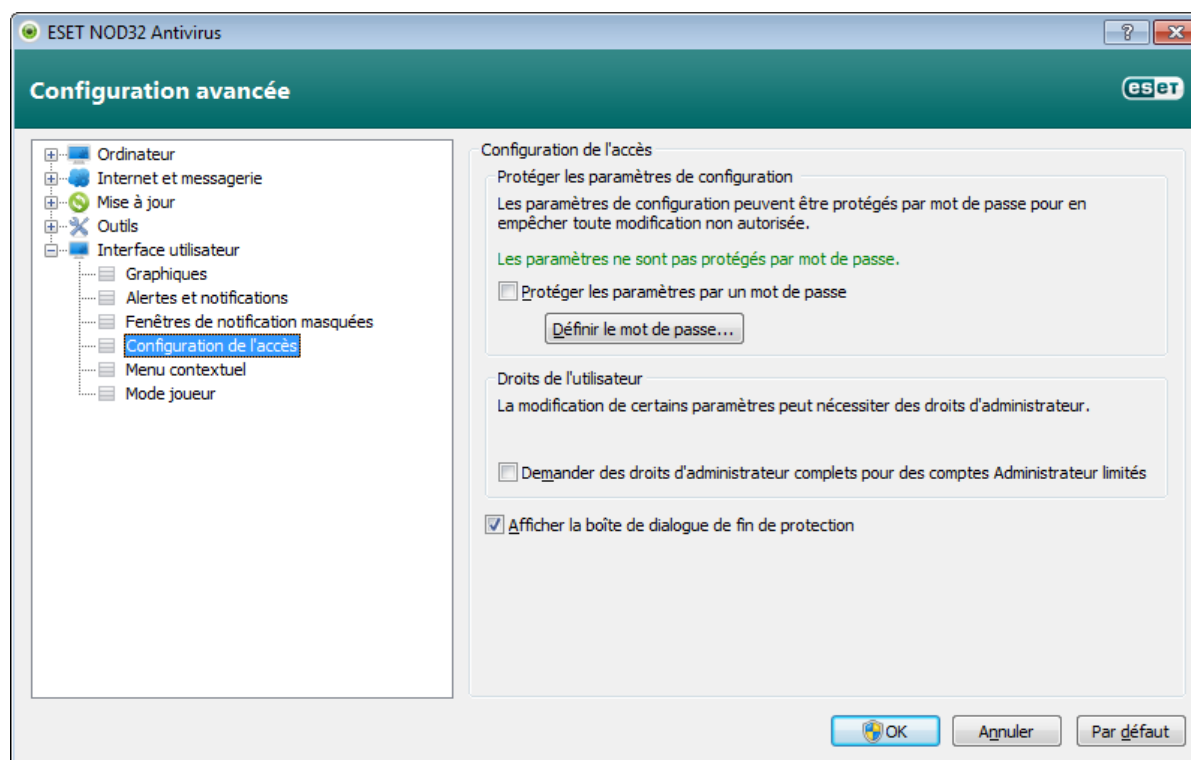 ESET NOD32 Antivirus
?
Configuration avancée
eseT
Ordinateur
Internet et messagerie
Mise à jour
Outils
Interface utilisateur
Graphiques
Alertes et notifications
Fenêtres de notification masquées
Configuration de l'accès
Menu contextuel
Mode joueur
Configuration de l'accès
Protéger les paramètres de configuration
Les paramètres de configuration peuvent être protégés par mot de passe pour en
empêcher toute modification non autorisée.
Les paramètres ne sont pas protégés par mot de passe.
Protéger les paramètres par un mot de passe
Définir le mot de passe...
Droits de l'utilisateur
La modification de certains paramètres peut nécessiter des droits d'administrateur.
Demander des droits d'administrateur complets pour des comptes Administrateur limités
Afficher la boîte de dialogue de fin de protection
OK
Annuler
Par défaut